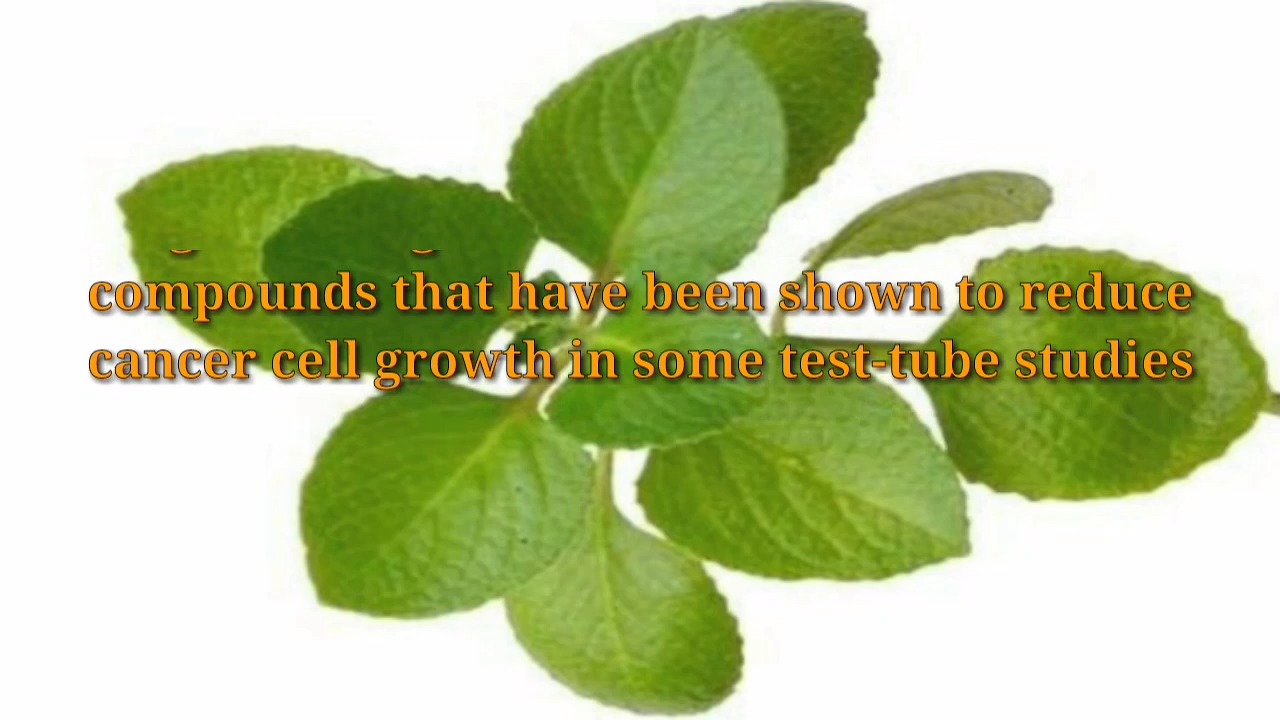 compounds that have been shown to reduce
cancer cell growth in some test-tube studies